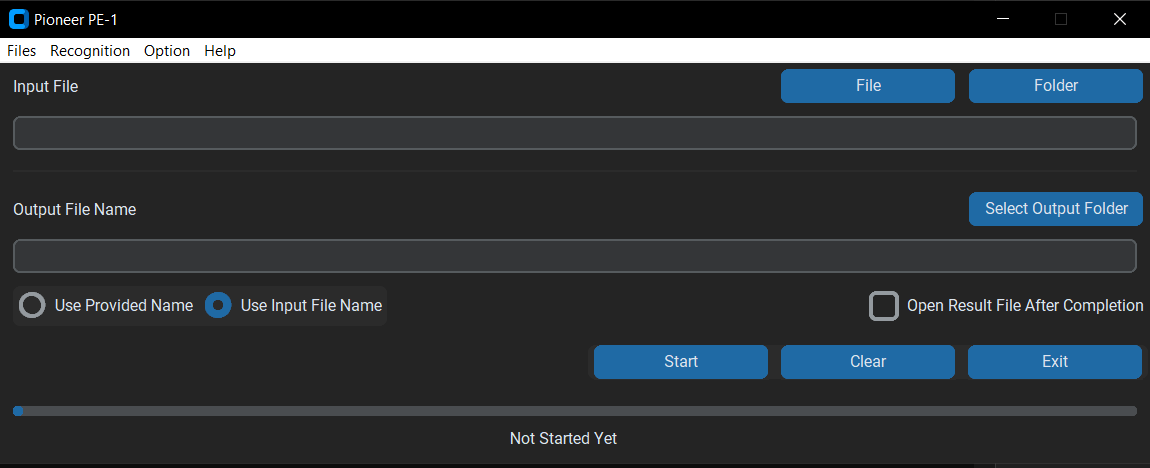 Pioneer PE-1
Files Recognition Option Help
Input File File Folder
Output File Name Select Output Folder
Use Provided Name Use Input File Name Open Result File After Completion
Start Clear Exit
Not Started Yet